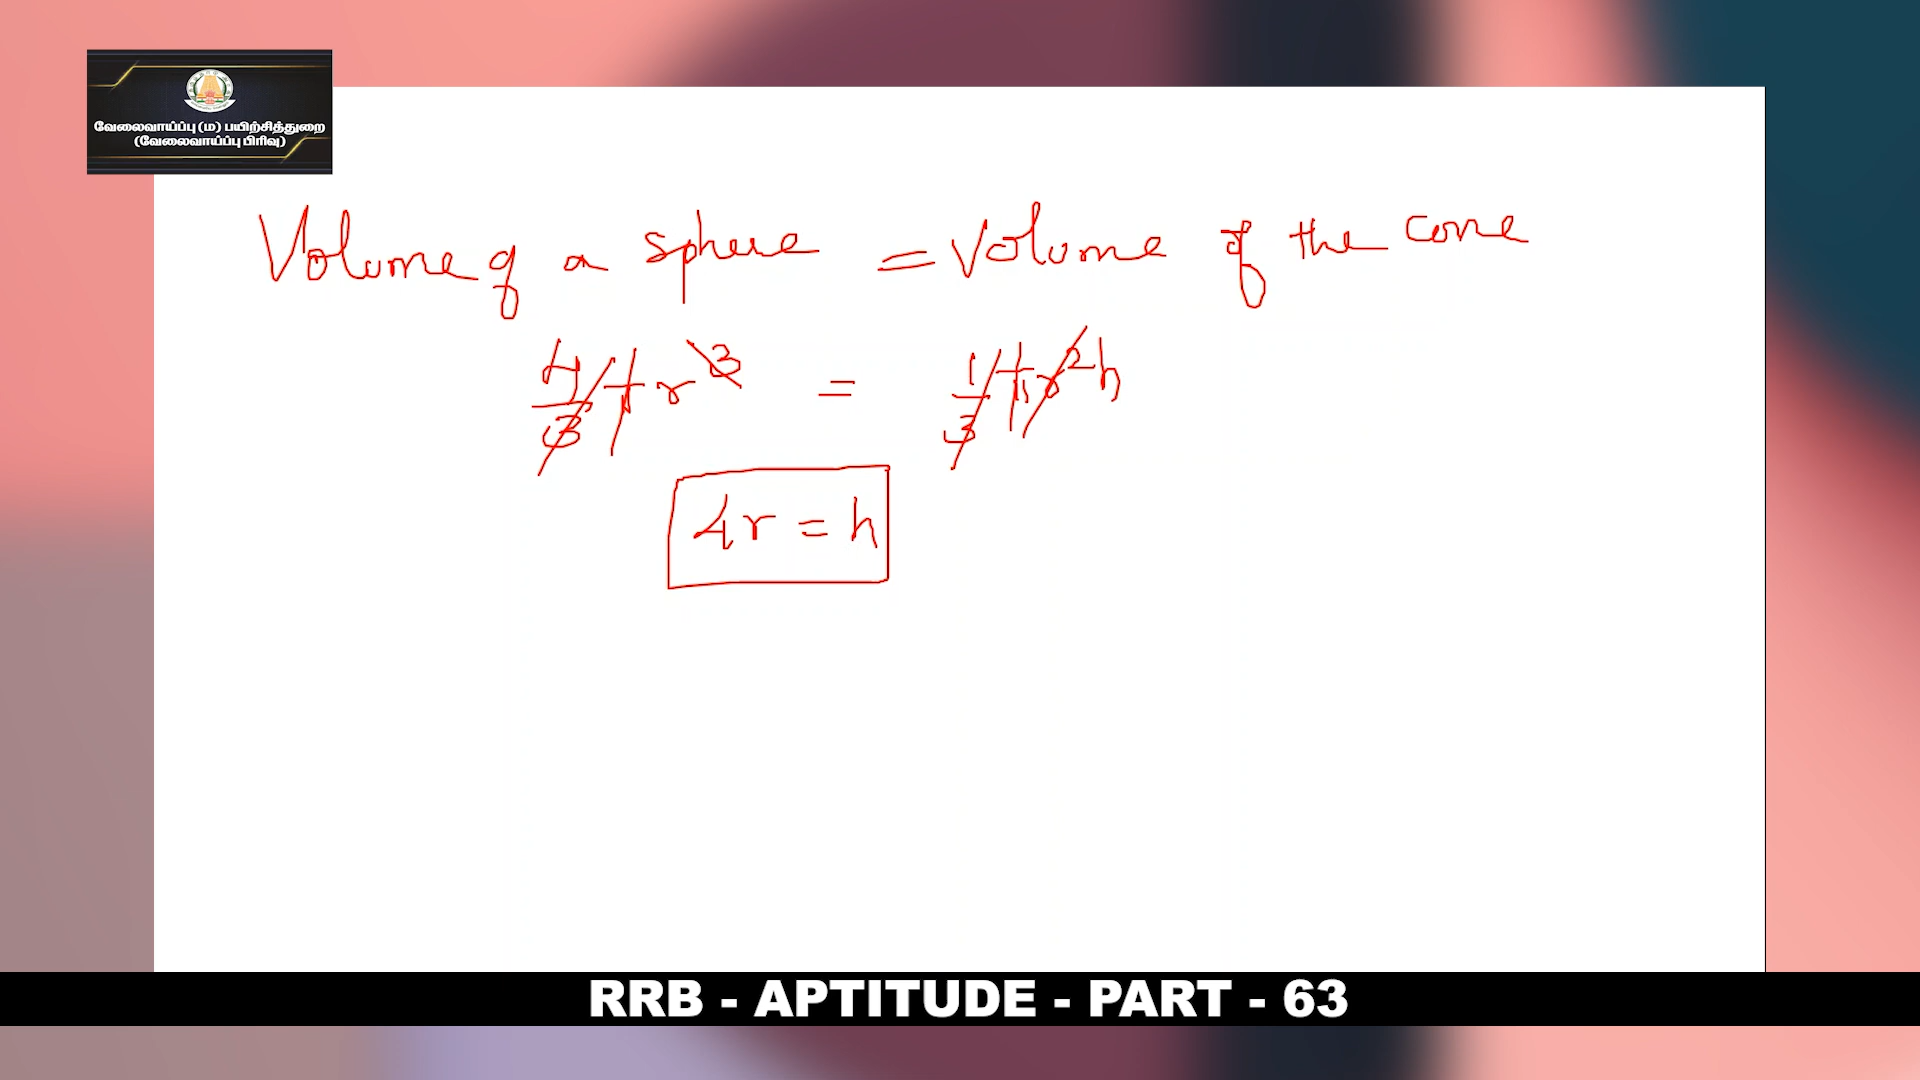 வேலைவாய்ப்பு (ம) பயிற்சித்துறை
(வேலைவாய்ப்பு பிரிவு)
Volume of a sphere = Volume of the cone
4/3 π r³ = 1/3 π r² h
4r = h
RRB - APTITUDE - PART - 63